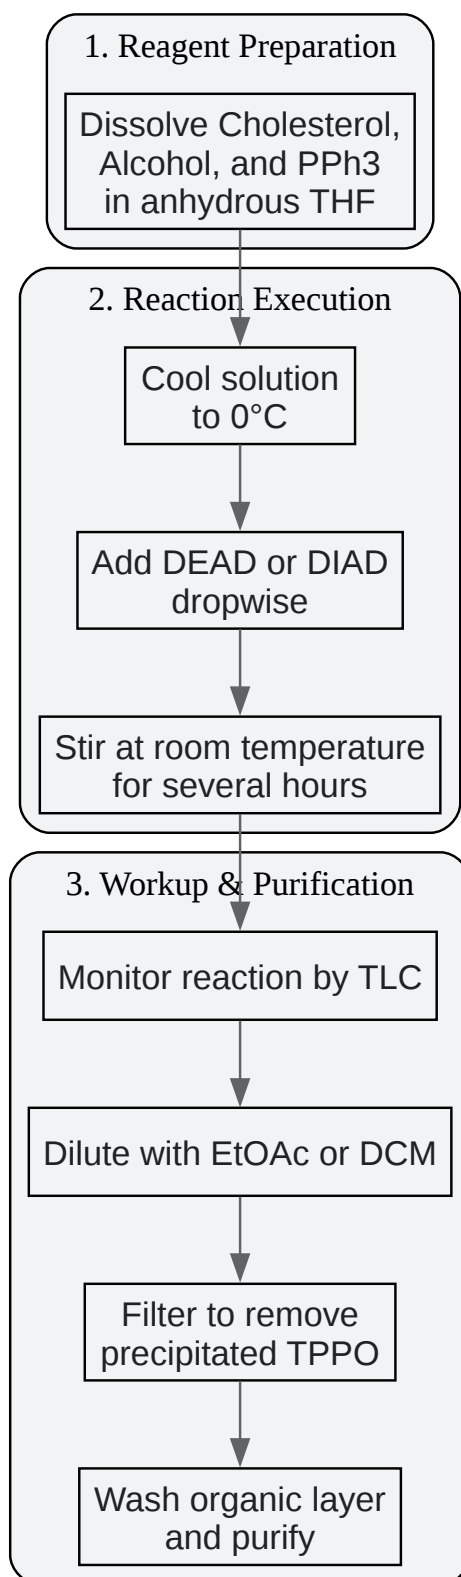 1. Reagent Preparation
Dissolve Cholesterol,
Alcohol, and PPh3
in anhydrous THF
2. Reaction Execution
Cool solution
to 0°C
Add DEAD or DIAD
dropwise
Stir at room temperature
for several hours
3. Workup & Purification
Monitor reaction by TLC
Dilute with EtOAc or DCM
Filter to remove
precipitated TPPO
Wash organic layer
and purify